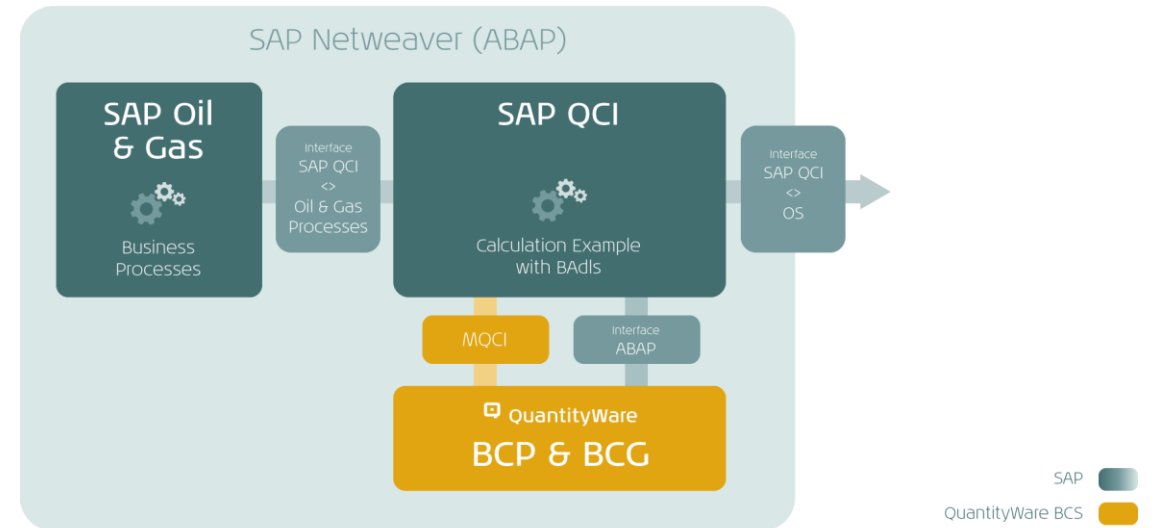 SAP Netweaver (ABAP)
SAP Oil
& Gas
Business
Processes
Interface
SAP QCI
<>
Oil & Gas
Processes
SAP QCI
Calculation Example
with BAdIs
Interface
SAP QCI
<>
OS
MQCI
Interface
ABAP
QuantityWare
BCP & BCG
SAP
QuantityWare BCS